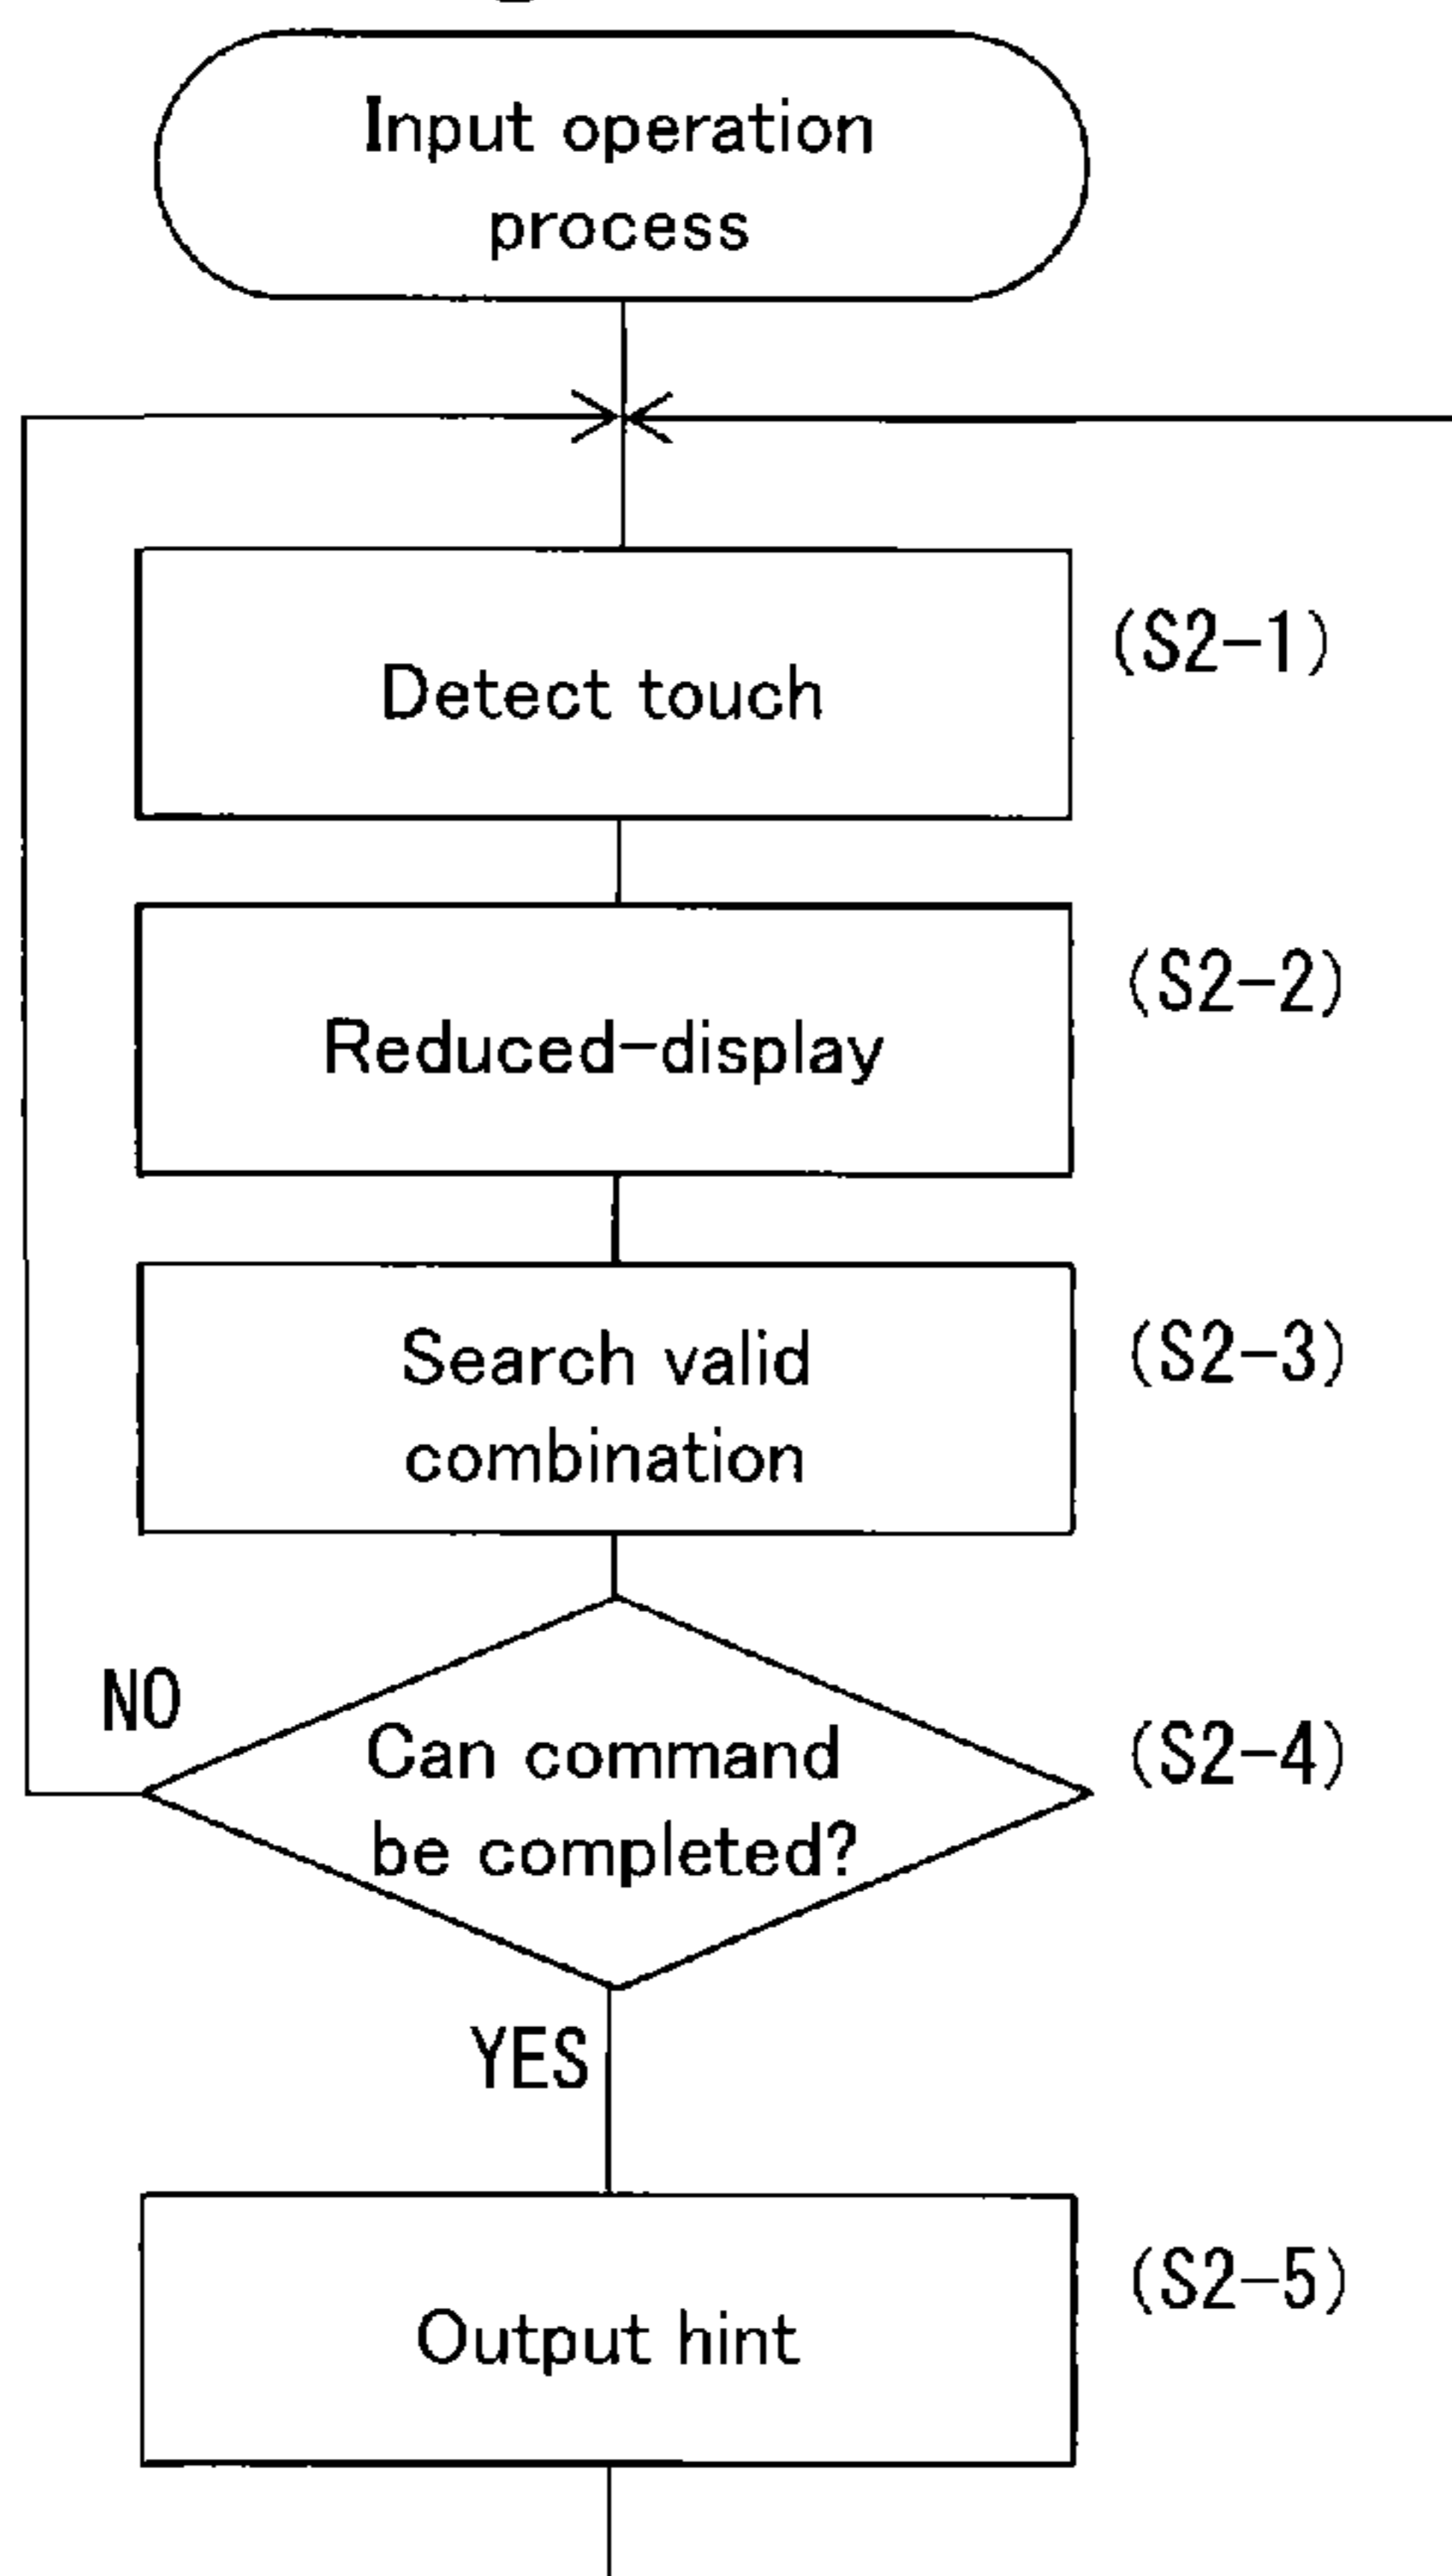 Input operation
process
Detect touch
(S2-1)
Reduced-display
(S2-2)
Search valid
combination
(S2-3)
NO
Can command
be completed?
(S2-4)
YES
Output hint
(S2-5)